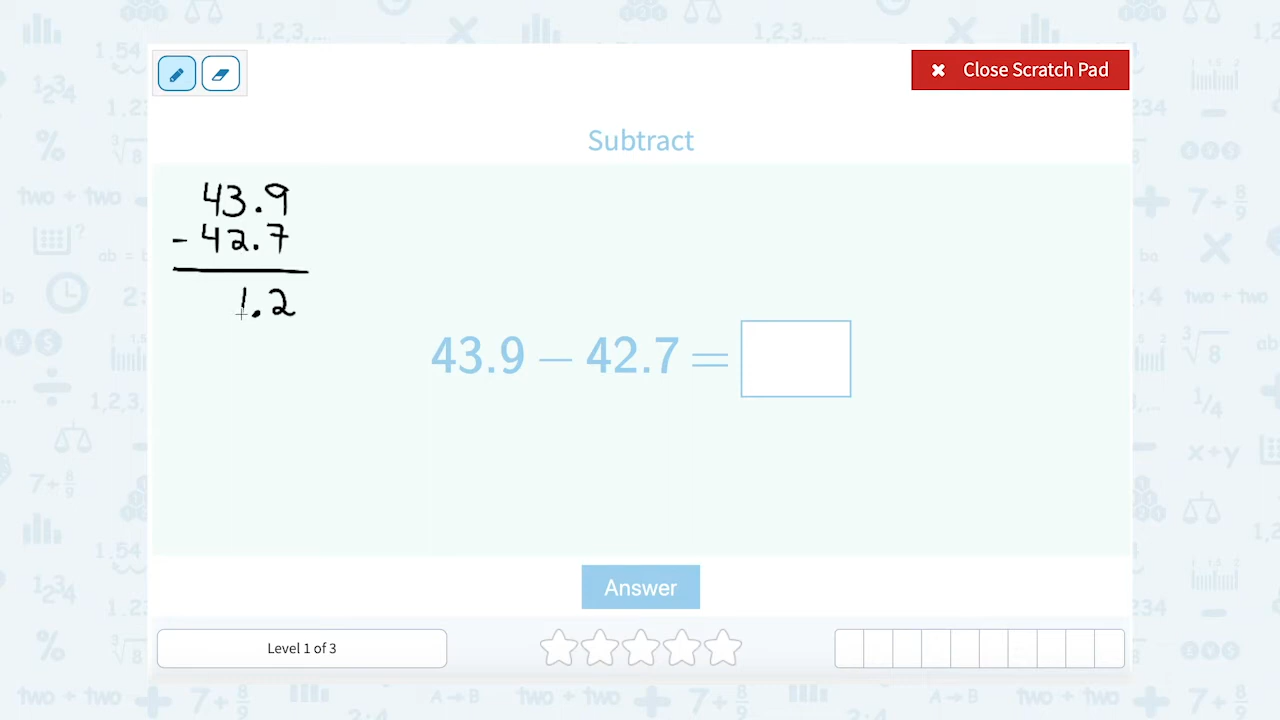 ✖ Close Scratch Pad
Subtract
43.9
- 42.7
1.2
43.9 − 42.7 =
Answer
Level 1 of 3